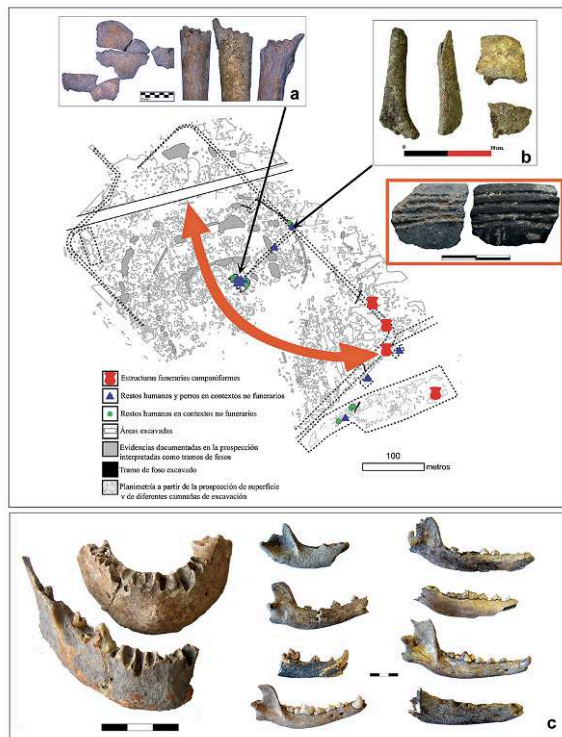 a
b
0 10 cm.
Estructuras funerarias campaniformes
Restos humanos y perros en contextos no funerarios
Restos humanos en contextos no funerarios
Áreas excavadas
Evidencias documentadas en la prospección
interpretadas como tramos de fosos
Tramo de foso excavado
Planimetría a partir de la prospección de superficie
y de diferentes campañas de excavación
100
metros
c